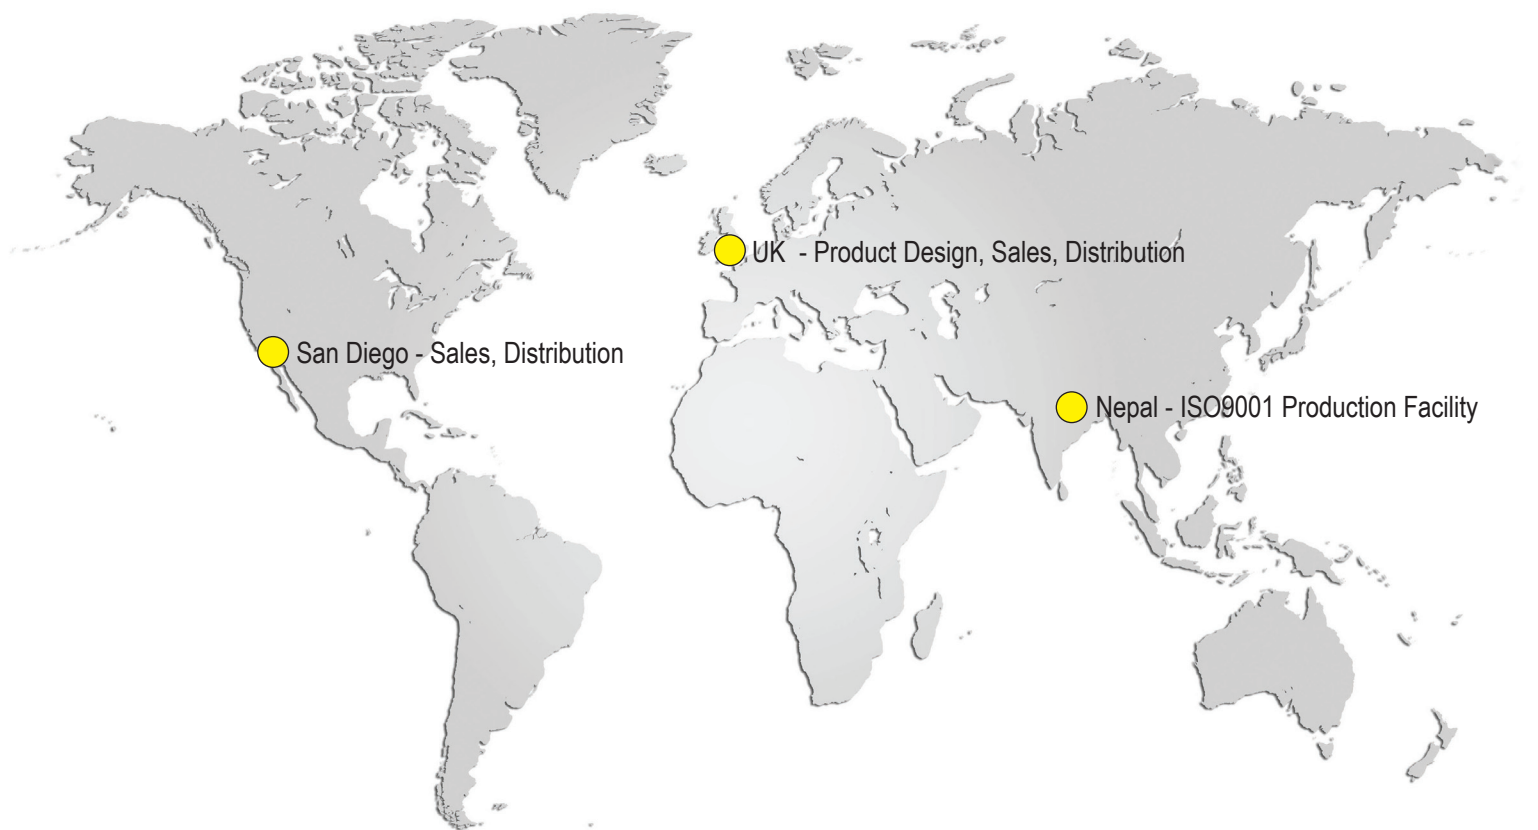 UK - Product Design, Sales, Distribution
San Diego - Sales, Distribution
Nepal - ISO9001 Production Facility